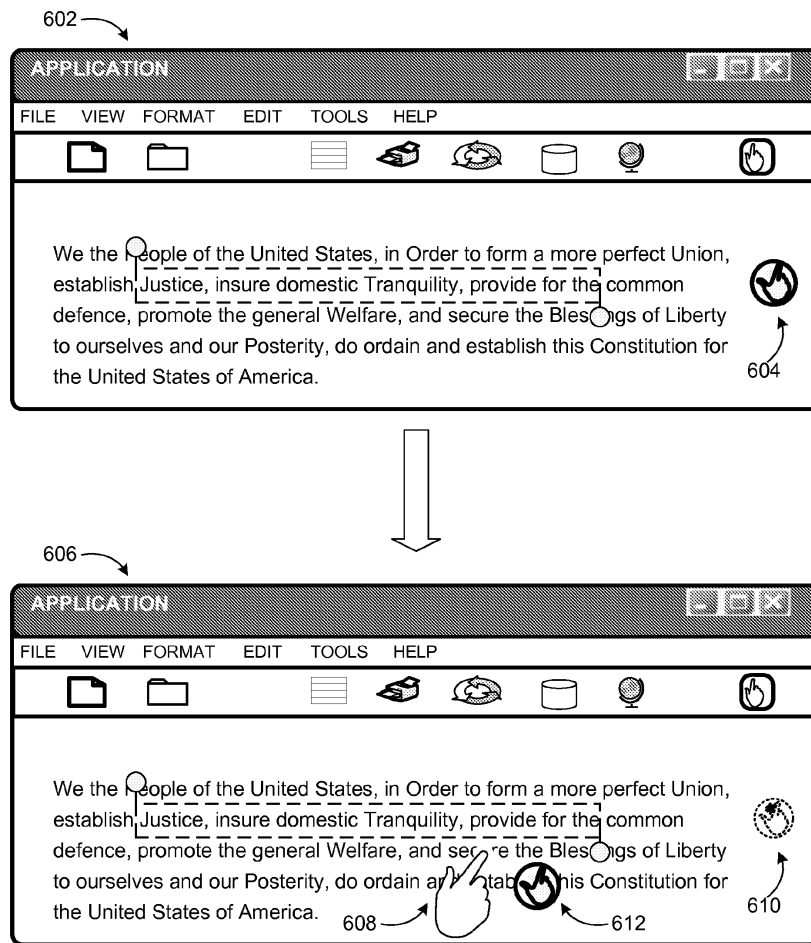 602
APPLICATION
FILE VIEW FORMAT EDIT TOOLS HELP
We the People of the United States, in Order to form a more perfect Union,
establish Justice, insure domestic Tranquility, provide for the common
defence, promote the general Welfare, and secure the Blessings of Liberty
to ourselves and our Posterity, do ordain and establish this Constitution for
the United States of America.
604
606
APPLICATION
FILE VIEW FORMAT EDIT TOOLS HELP
We the People of the United States, in Order to form a more perfect Union,
establish Justice, insure domestic Tranquility, provide for the common
defence, promote the general Welfare, and secure the Blessings of Liberty
to ourselves and our Posterity, do ordain Constitution for
the United States of America.
608
612
610